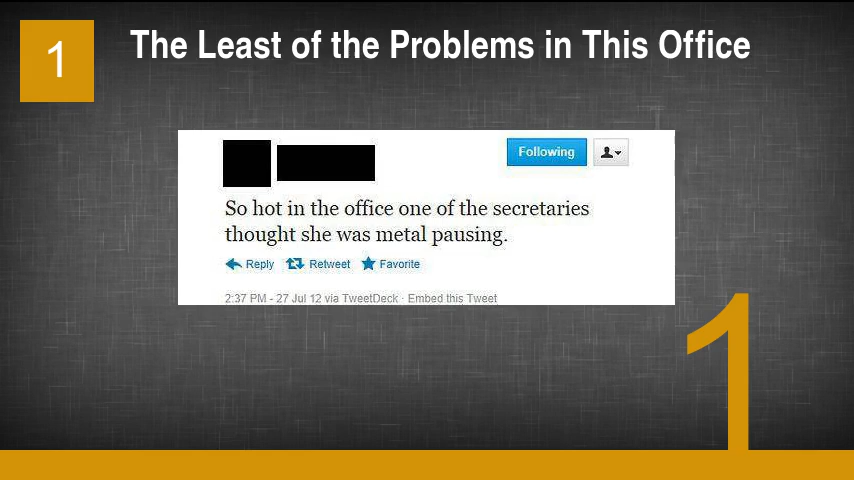 1
The Least of the Problems in This Office
Following
So hot in the office one of the secretaries
thought she was metal pausing.
Reply Retweet Favorite
2:37 PM - 27 Jul 12 via TweetDeck · Embed this Tweet
1